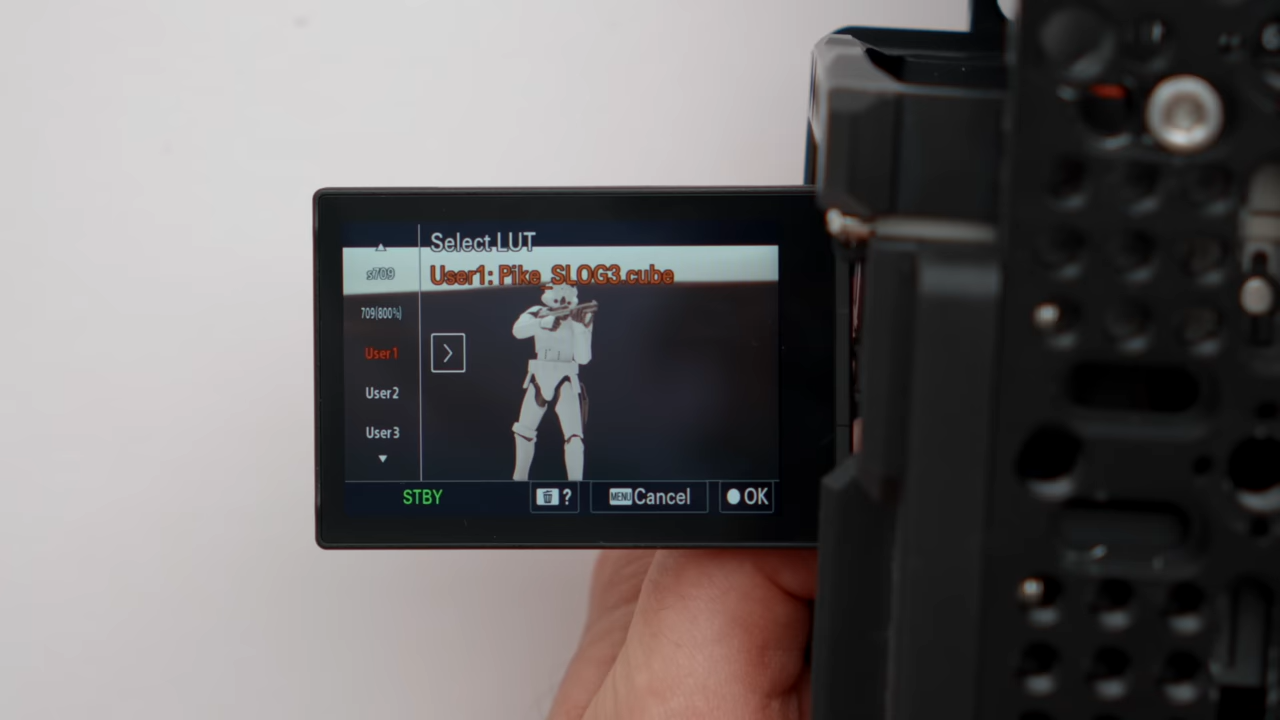 Select LUT
s709
User1: Pike_SLOG3.cube
709(800%)
User1
User2
User3
STBY
?
MENU Cancel
OK